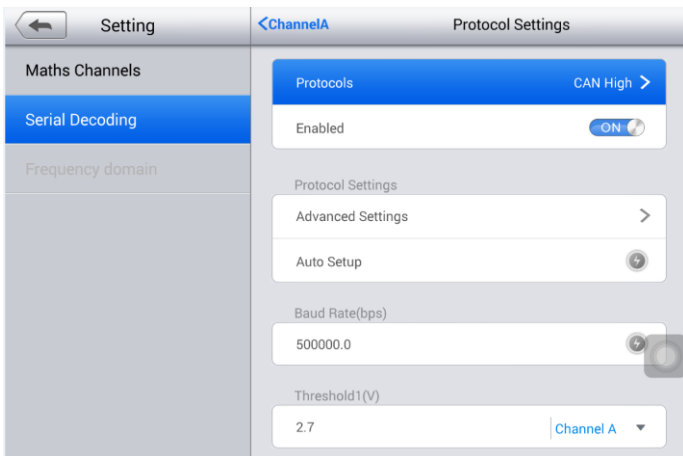 Setting
<ChannelA
Protocol Settings
Maths Channels
Serial Decoding
Frequency domain
Protocols
CAN High >
Enabled
ON
Protocol Settings
Advanced Settings >
Auto Setup
Baud Rate(bps)
500000.0
Threshold1(V)
2.7
Channel A